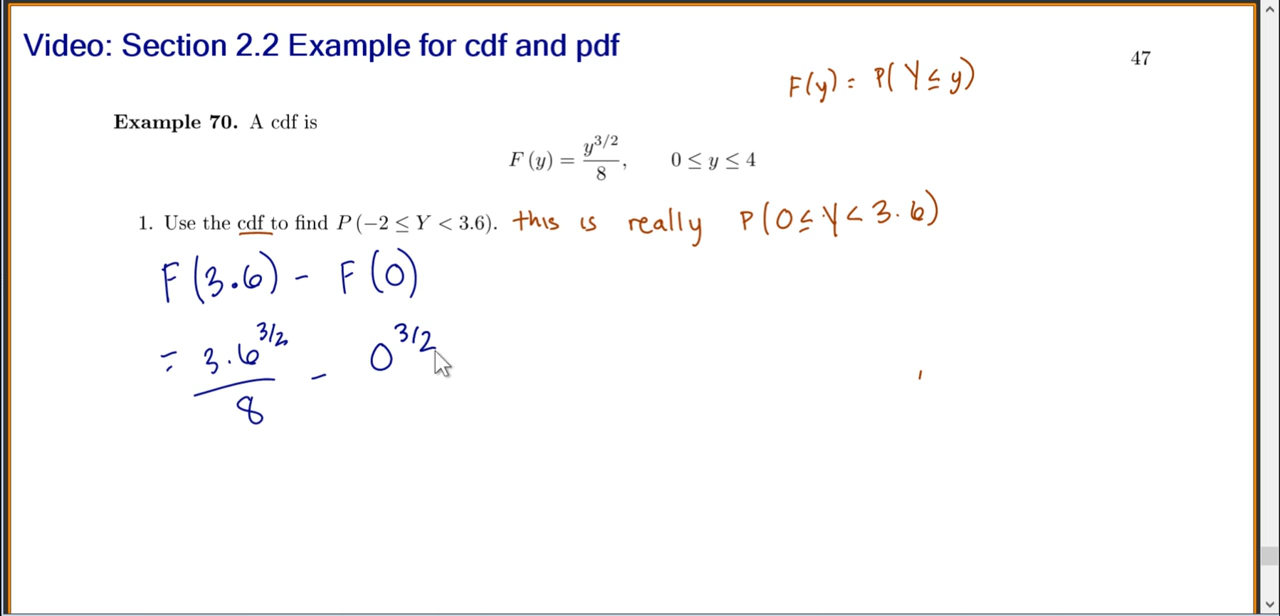 Video: Section 2.2 Example for cdf and pdf
47
F(y) = P(Y ≤ y)
Example 70. A cdf is
F (y) = y^{3/2}/8, 0 ≤ y ≤ 4
1. Use the cdf to find P (−2 ≤ Y < 3.6). this is really P(0 ≤ Y < 3.6)
F(3.6) - F(0)
= 3.6^{3/2}/8 - 0^{3/2}